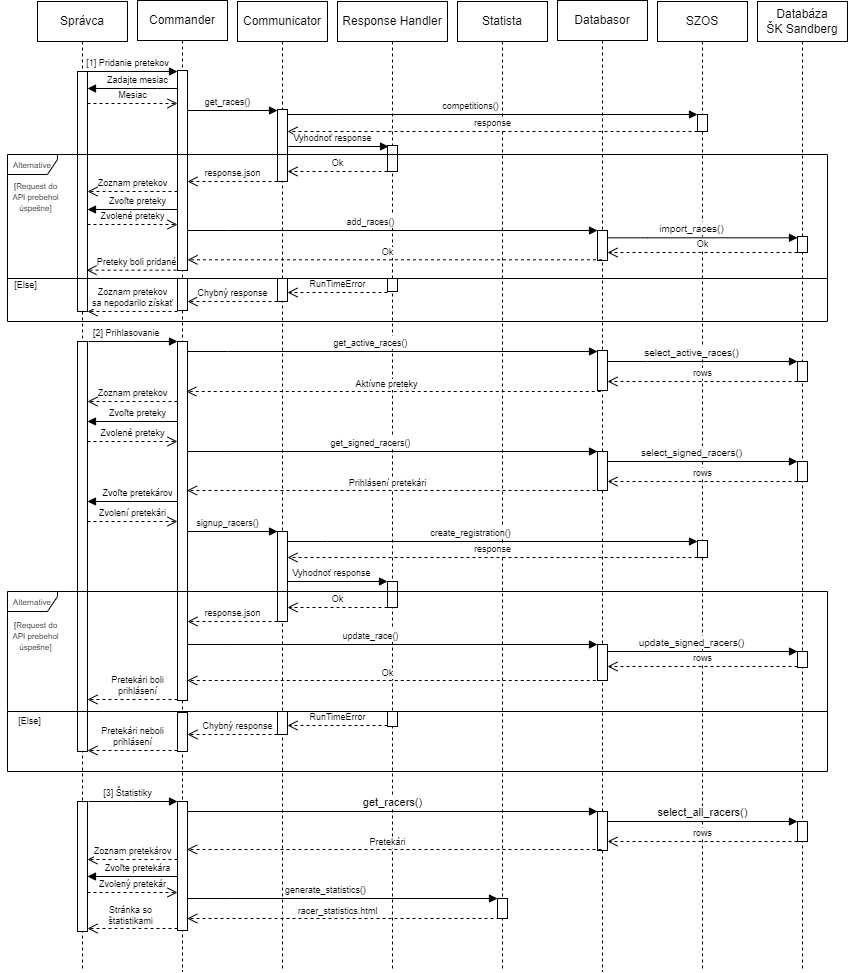 Správca
Commander
Communicator
Response Handler
Statista
Databasor
SZOS
Databáza
ŠK Sandberg
[1] Pridanie pretekov
Zadajte mesiac
Mesiac
get_races()
competitions()
response
Vyhodnoť response
Alternative
Ok
[Request do
API prebehol
úspešne]
response.json
Zoznam pretekov
Zvoľte preteky
Zvolené preteky
add_races()
import_races()
Ok
Ok
Preteky boli pridané
[Else]
RunTimeError
Chybný response
Zoznam pretekov
sa nepodarilo získať
[2] Prihlasovanie
get_active_races()
select_active_races()
rows
Aktívne preteky
Zoznam pretekov
Zvoľte preteky
Zvolené preteky
get_signed_racers()
select_signed_racers()
rows
Prihlásení pretekári
Zvoľte pretekárov
Zvolení pretekári
signup_racers()
create_registration()
response
Vyhodnoť response
Alternative
Ok
[Request do
API prebehol
úspešne]
response.json
update_race()
update_signed_racers()
rows
Ok
Pretekári boli
prihlásení
[Else]
RunTimeError
Chybný response
Pretekári neboli
prihlásení
[3] Štatistiky
get_racers()
select_all_racers()
rows
Pretekári
Zoznam pretekárov
Zvoľte pretekára
Zvolený pretekár
generate_statistics()
racer_statistics.html
Stránka so
štatistikami